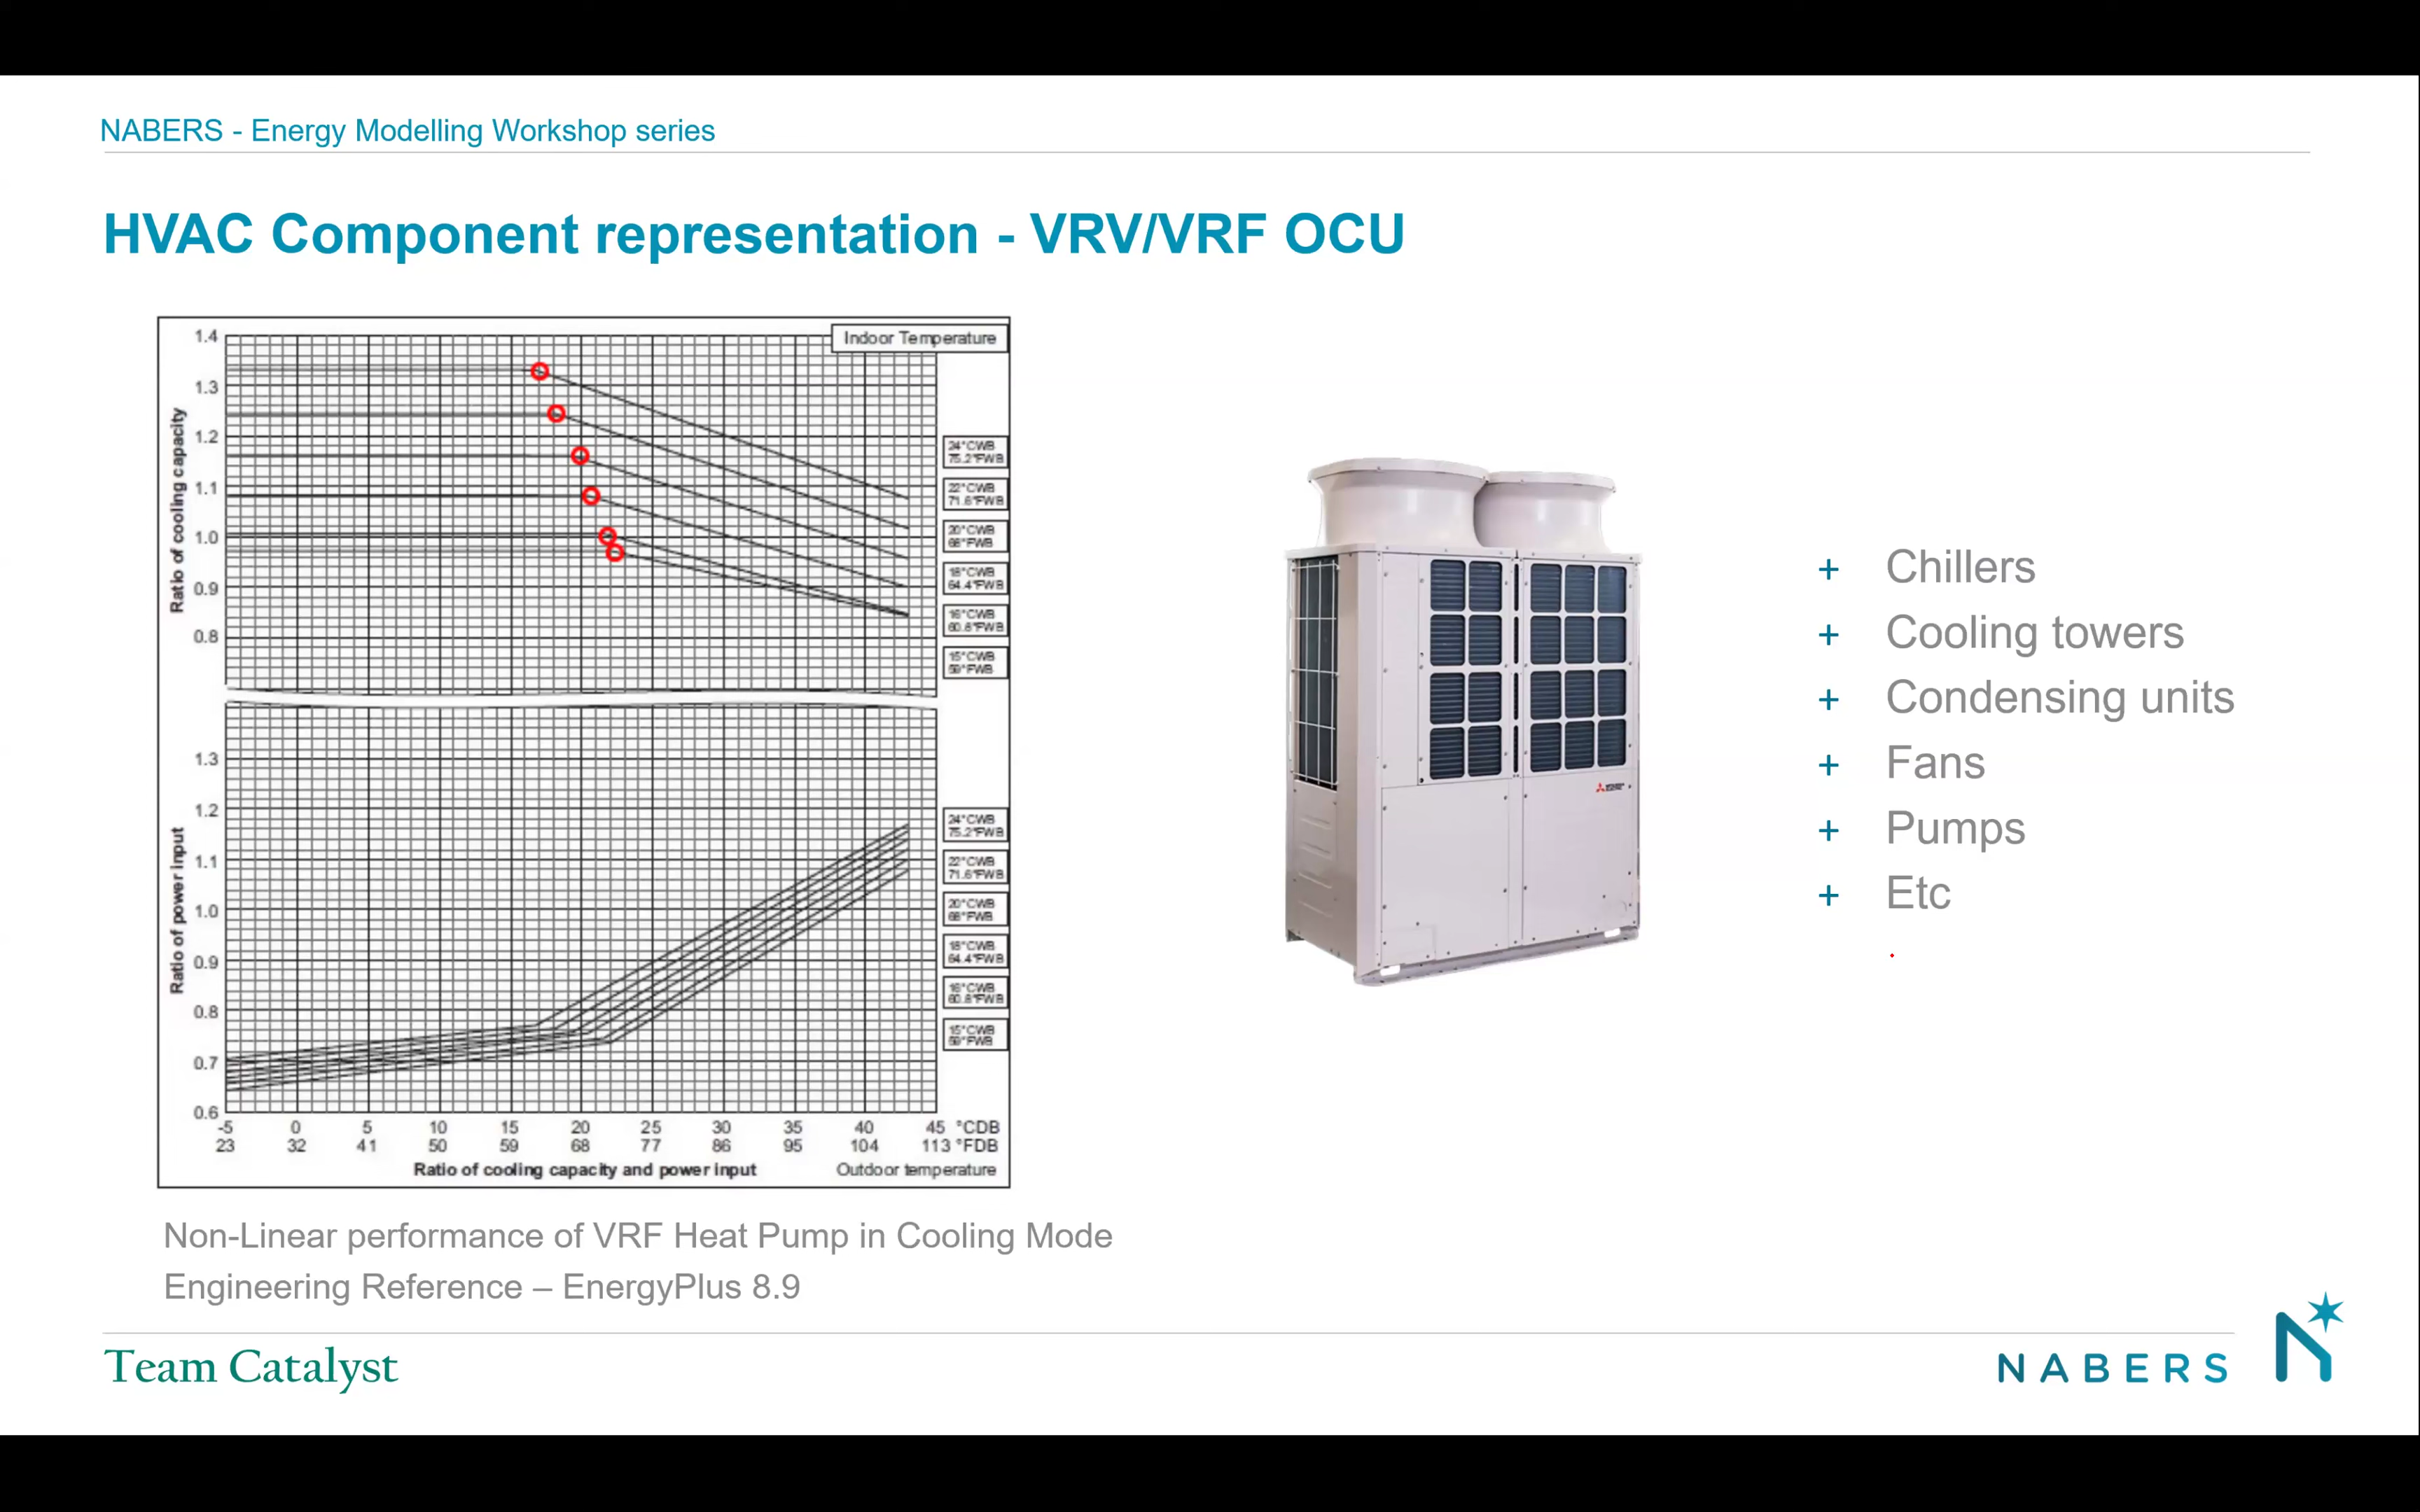 NABERS - Energy Modelling Workshop series
HVAC Component representation - VRV/VRF OCU
Indoor Temperature
Ratio of cooling capacity
1.4
1.3
1.2
1.1
1.0
0.9
0.8
24°CWB
75.2°FWB
22°CWB
71.6°FWB
20°CWB
68°FWB
18°CWB
64.4°FWB
16°CWB
60.8°FWB
15°CWB
59°FWB
Ratio of power input
1.3
1.2
1.1
1.0
0.9
0.8
0.7
0.6
24°CWB
75.2°FWB
22°CWB
71.6°FWB
20°CWB
68°FWB
18°CWB
64.4°FWB
16°CWB
60.8°FWB
15°CWB
59°FWB
-5 0 5 10 15 20 25 30 35 40 45 °CDB
23 32 41 50 59 68 77 86 95 104 113 °FDB
Ratio of cooling capacity and power input
Outdoor temperature
+ Chillers
+ Cooling towers
+ Condensing units
+ Fans
+ Pumps
+ Etc
Non-Linear performance of VRF Heat Pump in Cooling Mode
Engineering Reference – EnergyPlus 8.9
Team Catalyst
NABERS